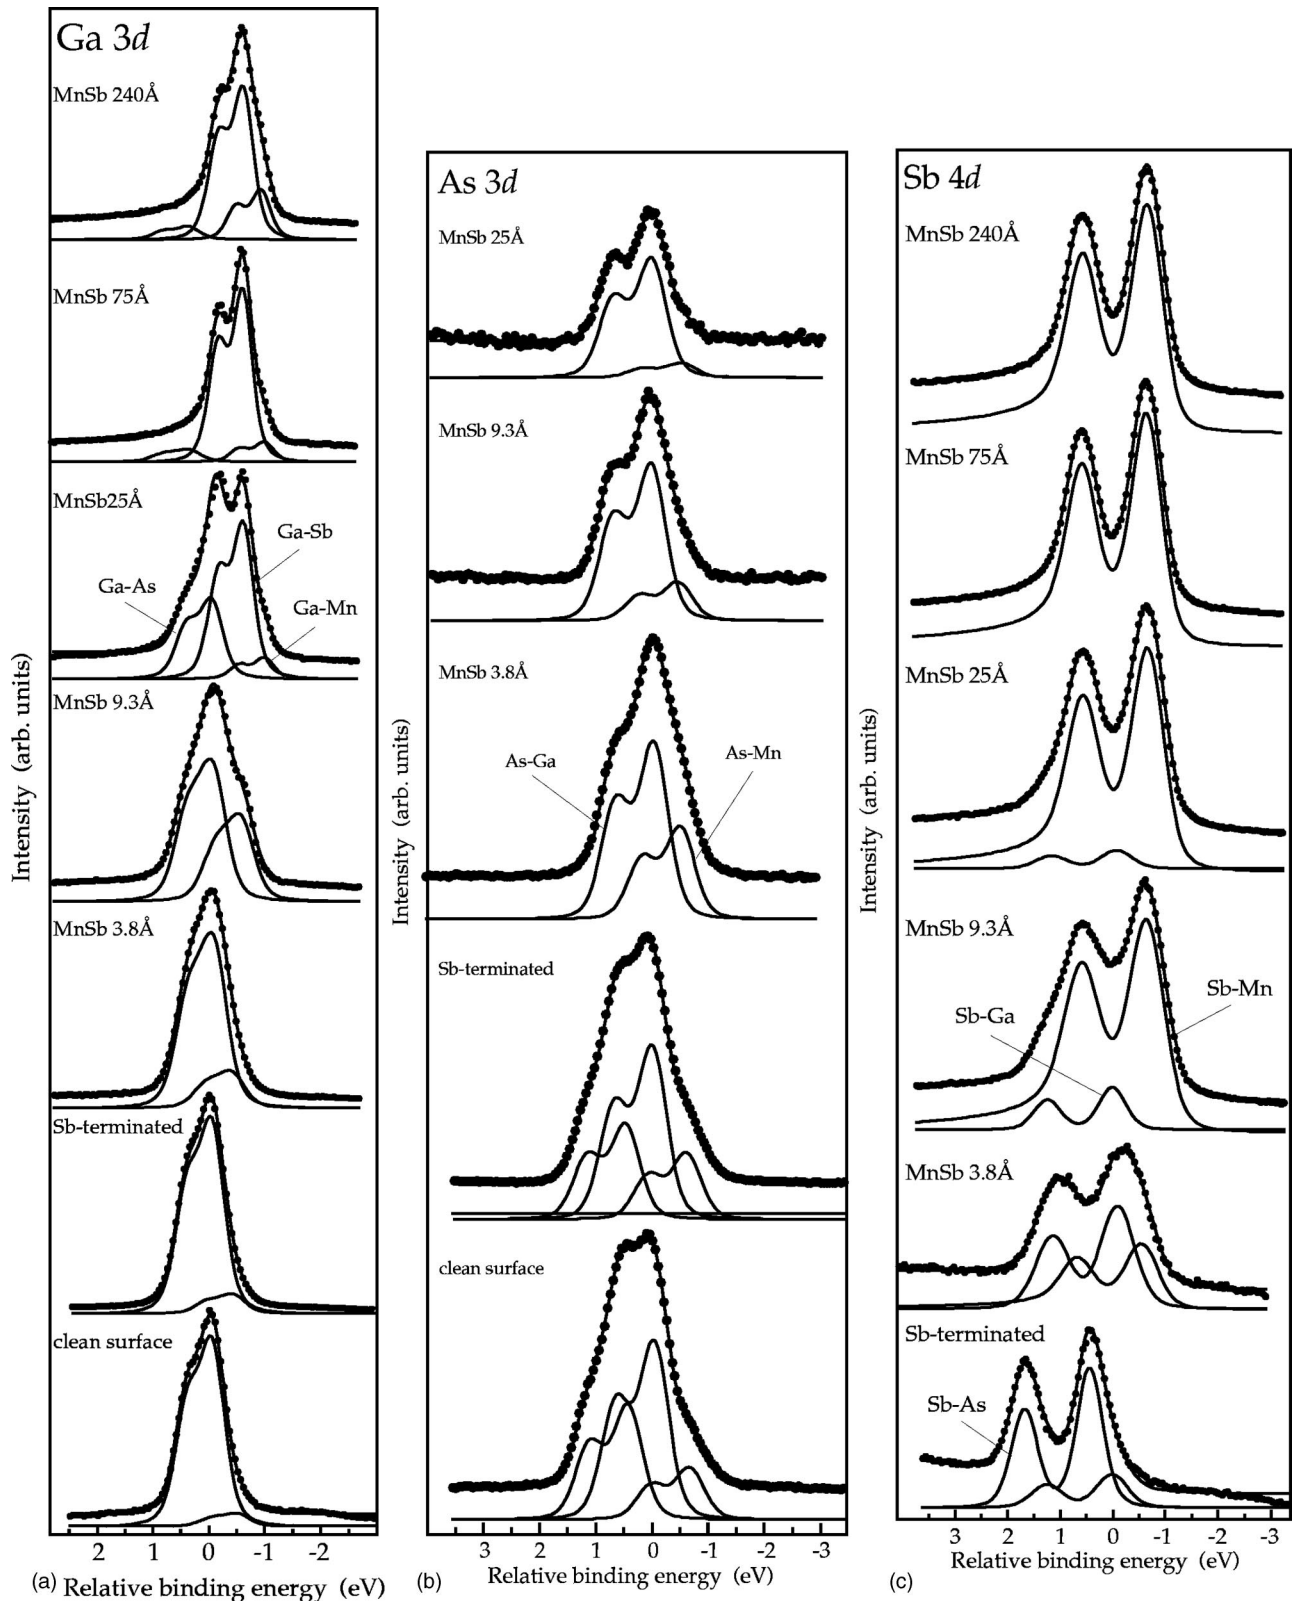 Ga 3d
MnSb 240Å
MnSb 75Å
MnSb25Å
Ga-Sb
Ga-As
Ga-Mn
MnSb 9.3Å
MnSb 3.8Å
Sb-terminated
clean surface
Intensity (arb. units)
2 1 0 -1 -2
(a) Relative binding energy (eV)
As 3d
MnSb 25Å
MnSb 9.3Å
MnSb 3.8Å
As-Ga
As-Mn
Sb-terminated
clean surface
Intensity (arb. units)
3 2 1 0 -1 -2 -3
(b) Relative binding energy (eV)
Sb 4d
MnSb 240Å
MnSb 75Å
MnSb 25Å
MnSb 9.3Å
Sb-Mn
Sb-Ga
MnSb 3.8Å
Sb-terminated
Sb-As
Intensity (arb. units)
3 2 1 0 -1 -2 -3
(c) Relative binding energy (eV)